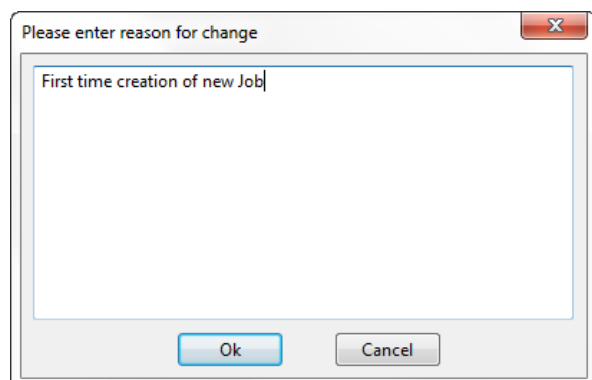 Please enter reason for change
First time creation of new Job
Ok
Cancel